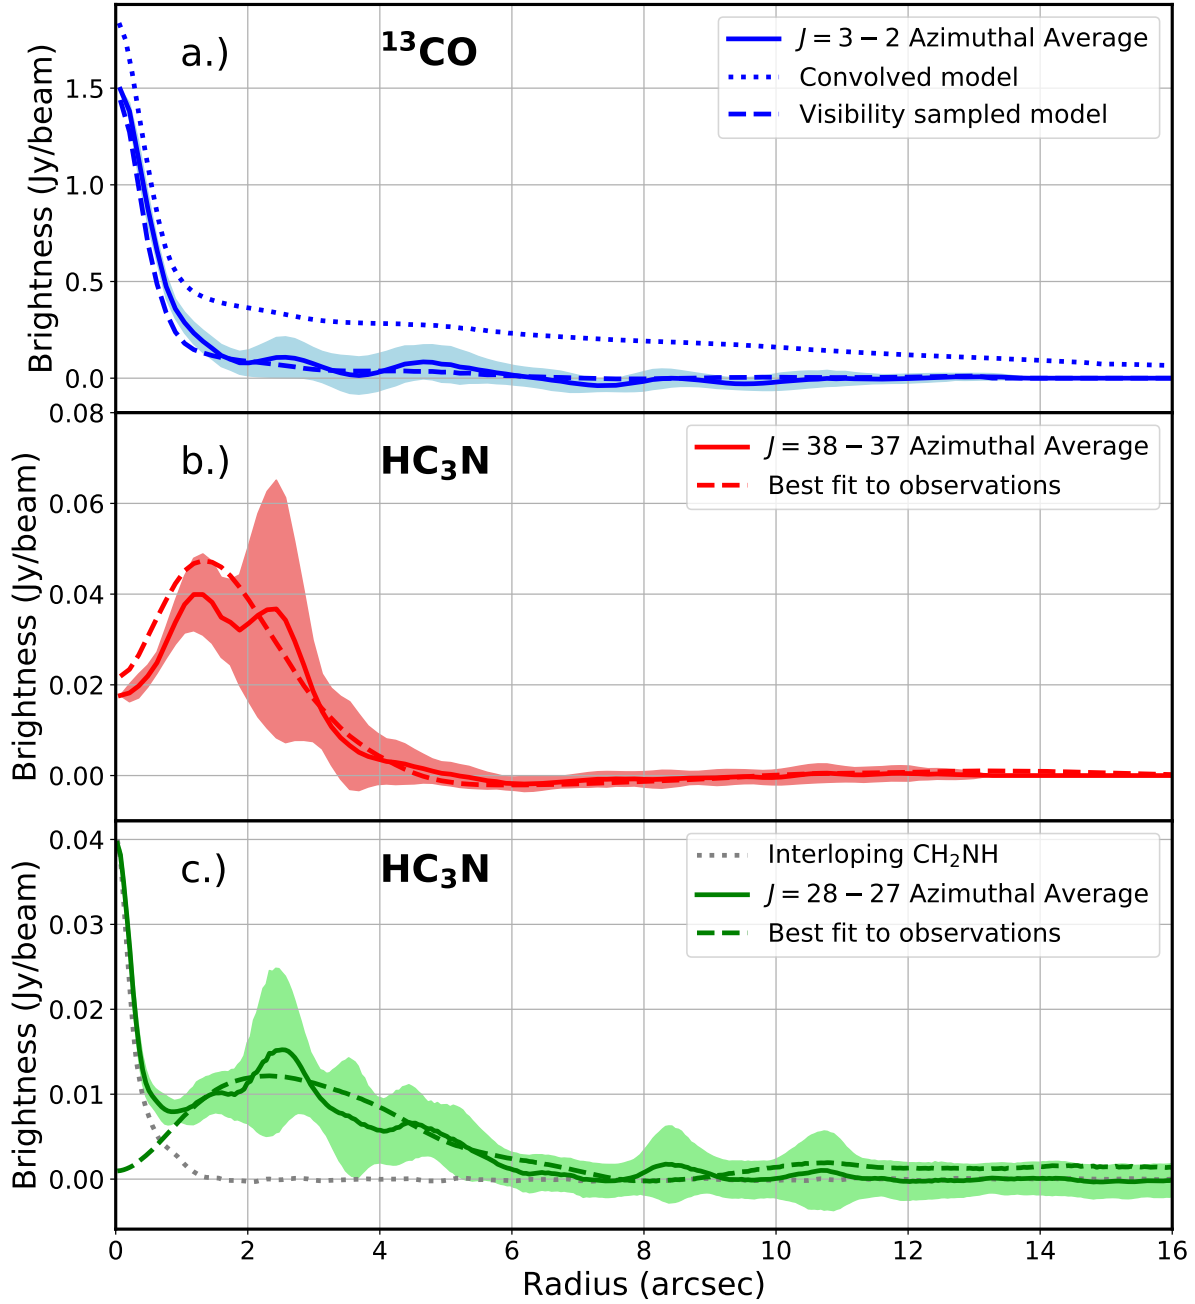 a.)
¹³CO
J = 3 − 2 Azimuthal Average
Convolved model
Visibility sampled model
Brightness (Jy/beam)
1.5
1.0
0.5
0.0
b.)
HC₃N
J = 38 − 37 Azimuthal Average
Best fit to observations
Brightness (Jy/beam)
0.08
0.06
0.04
0.02
0.00
c.)
HC₃N
Interloping CH₂NH
J = 28 − 27 Azimuthal Average
Best fit to observations
Brightness (Jy/beam)
0.04
0.03
0.02
0.01
0.00
0 2 4 6 8 10 12 14 16
Radius (arcsec)